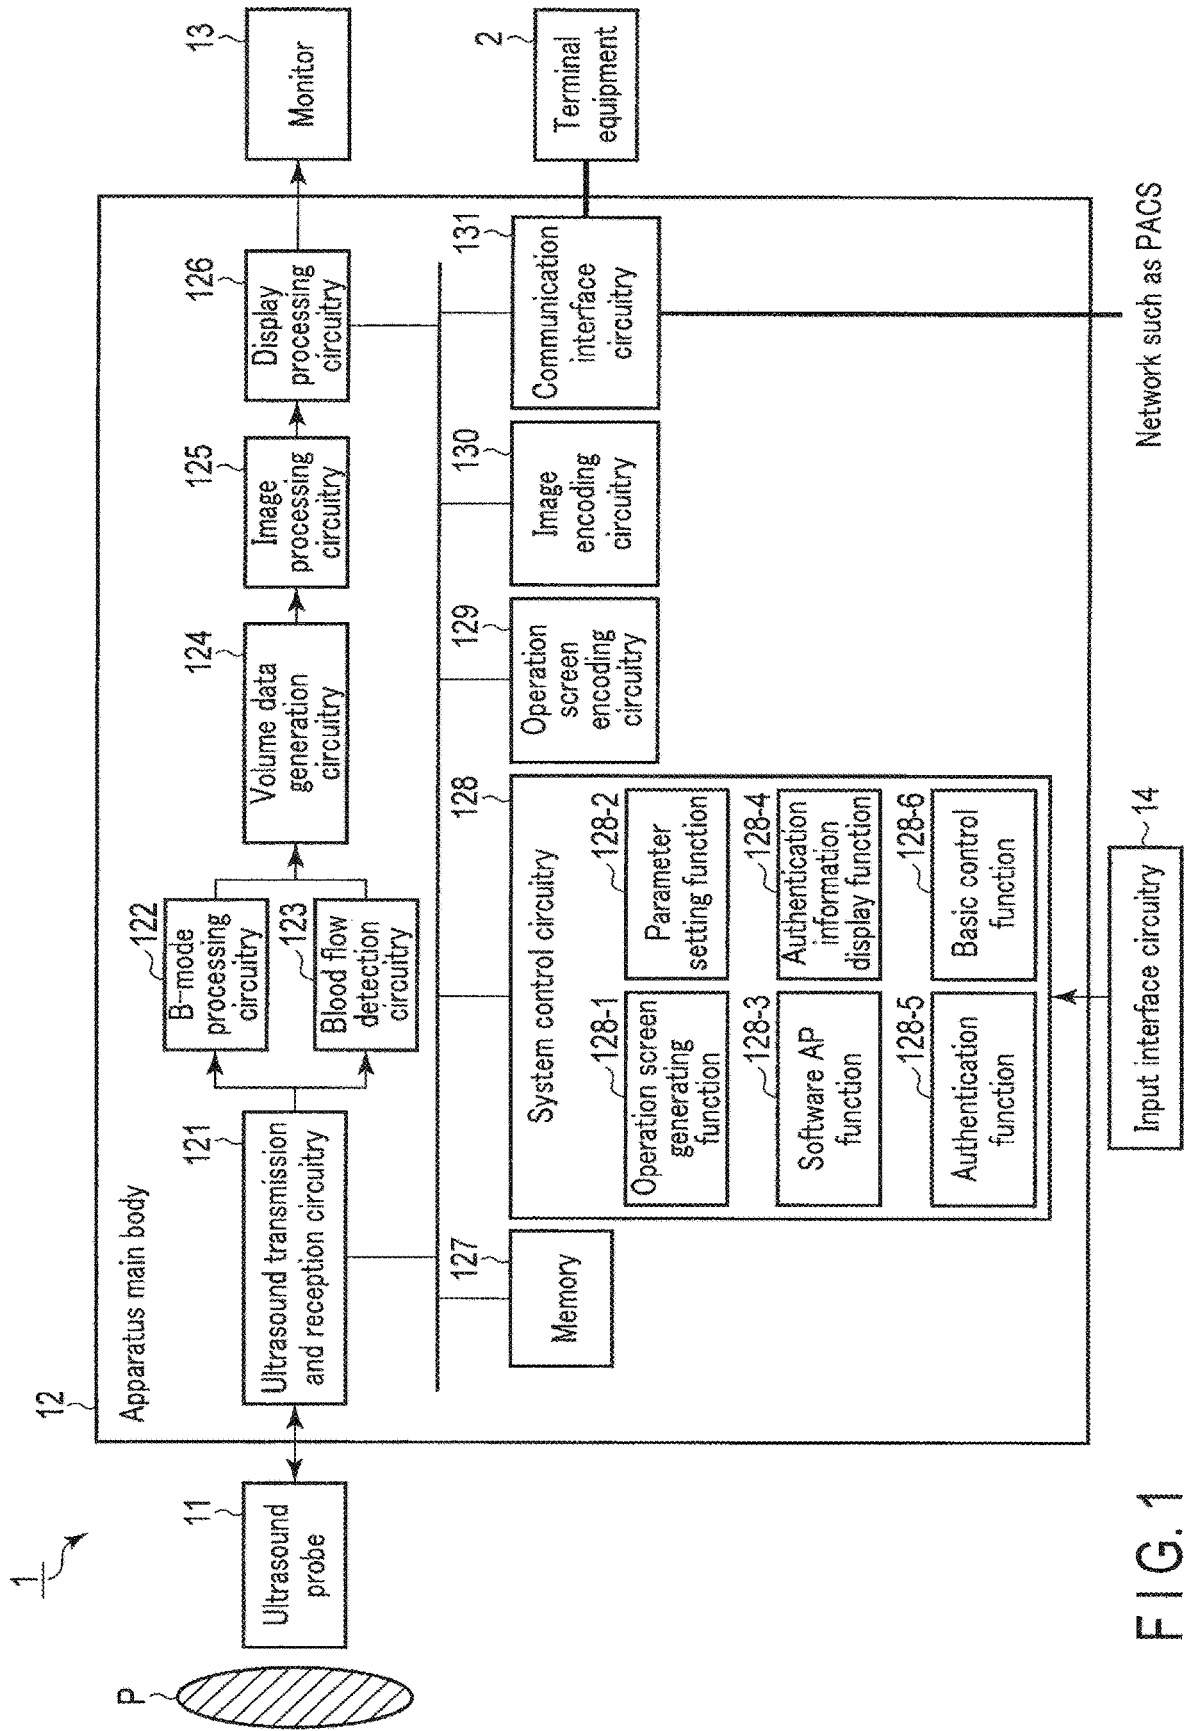 1
12
Apparatus main body
P
11
Ultrasound
probe
121
Ultrasound transmission
and reception circuitry
122
B-mode
processing
circuitry
123
Blood flow
detection
circuitry
124
Volume data
generation
circuitry
125
Image
processing
circuitry
126
Display
processing
circuitry
13
Monitor
127
Memory
128
System control circuitry
128-1
Operation screen
generating
function
128-2
Parameter
setting function
128-3
Software AP
function
128-4
Authentication
information
display function
128-5
Authentication
function
128-6
Basic control
function
129
Operation
screen
encoding
circuitry
130
Image
encoding
circuitry
131
Communication
interface
circuitry
2
Terminal
equipment
14
Input interface circuitry
Network such as PACS
FIG. 1